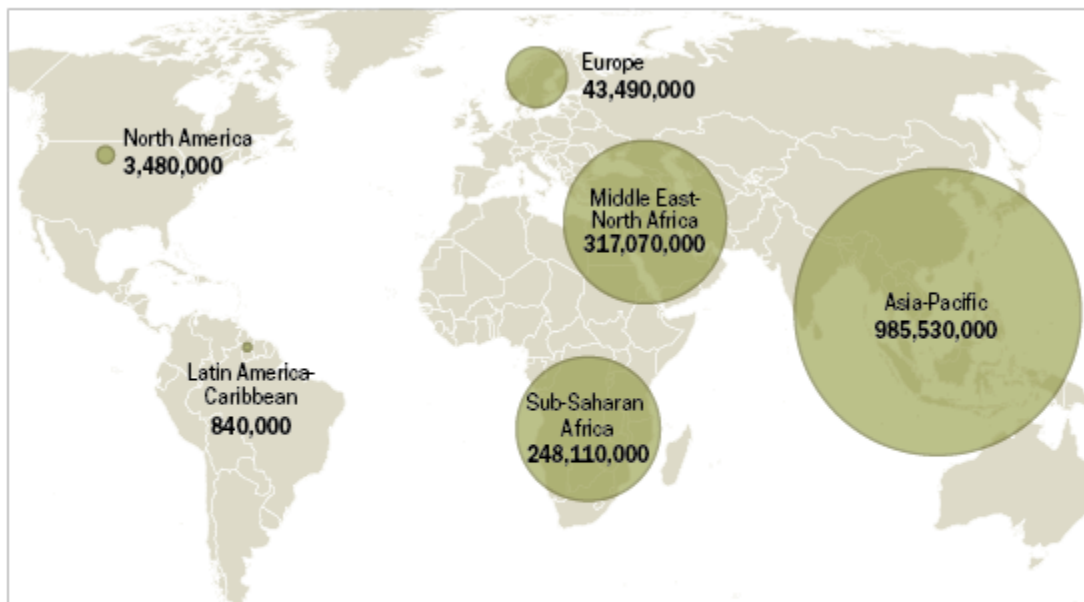 Europe
43,490,000
North America
3,480,000
Middle East-
North Africa
317,070,000
Asia-Pacific
985,530,000
Latin America-
Caribbean
840,000
Sub-Saharan
Africa
248,110,000